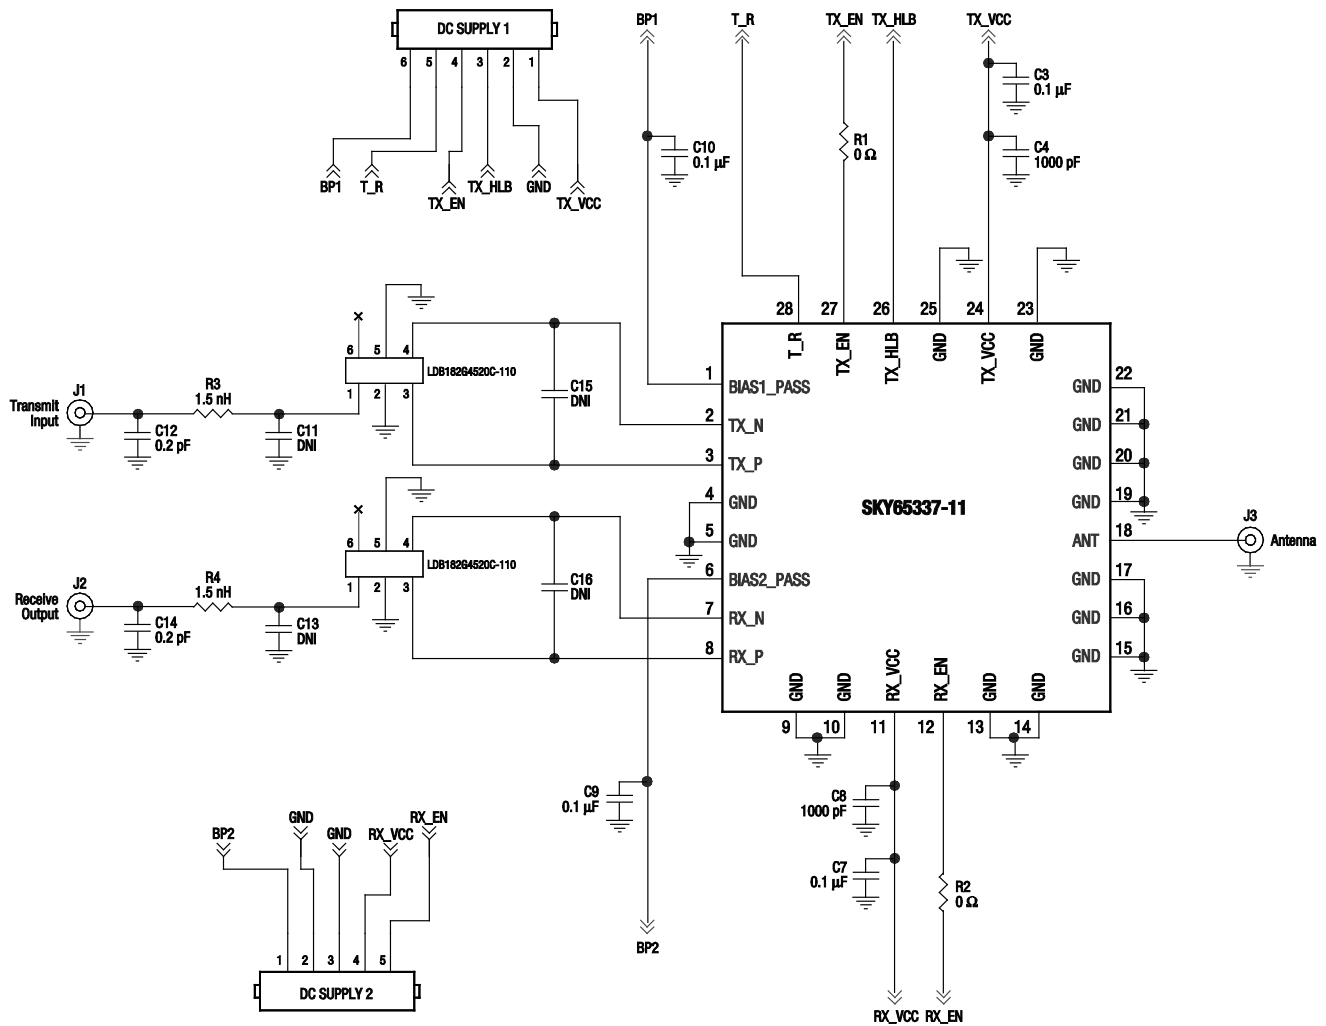 DC SUPPLY 1
6 5 4 3 2 1
BP1 T_R TX_EN TX_HLB GND TX_VCC
BP1 T_R TX_EN TX_HLB TX_VCC
C3
0.1 µF
C10
0.1 µF
R1
0 Ω
C4
1000 pF
28 27 26 25 24 23
T_R TX_EN TX_HLB GND TX_VCC GND
J1
Transmit
Input
R3
1.5 nH
C12
0.2 pF
C11
DNI
6 5 4
1 2 3
LDB182G4520C-110
C15
DNI
J2
Receive
Output
R4
1.5 nH
C14
0.2 pF
C13
DNI
6 5 4
1 2 3
LDB182G4520C-110
C16
DNI
1 BIAS1_PASS
2 TX_N
3 TX_P
4 GND
5 GND
6 BIAS2_PASS
7 RX_N
8 RX_P
SKY65337-11
GND 22
GND 21
GND 20
GND 19
ANT 18
GND 17
GND 16
GND 15
J3
Antenna
GND GND RX_VCC RX_EN GND GND
9 10 11 12 13 14
C9
0.1 µF
BP2
C8
1000 pF
C7
0.1 µF
R2
0 Ω
RX_VCC RX_EN
BP2 GND GND RX_VCC RX_EN
1 2 3 4 5
DC SUPPLY 2